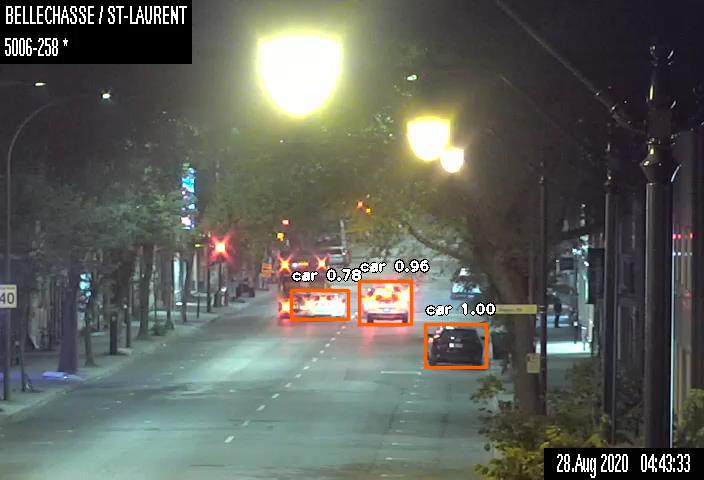 BELLECHASSE / ST-LAURENT
5006-258 *
car 0.78
car 0.96
car 1.00
40
28.Aug 2020 04:43:33